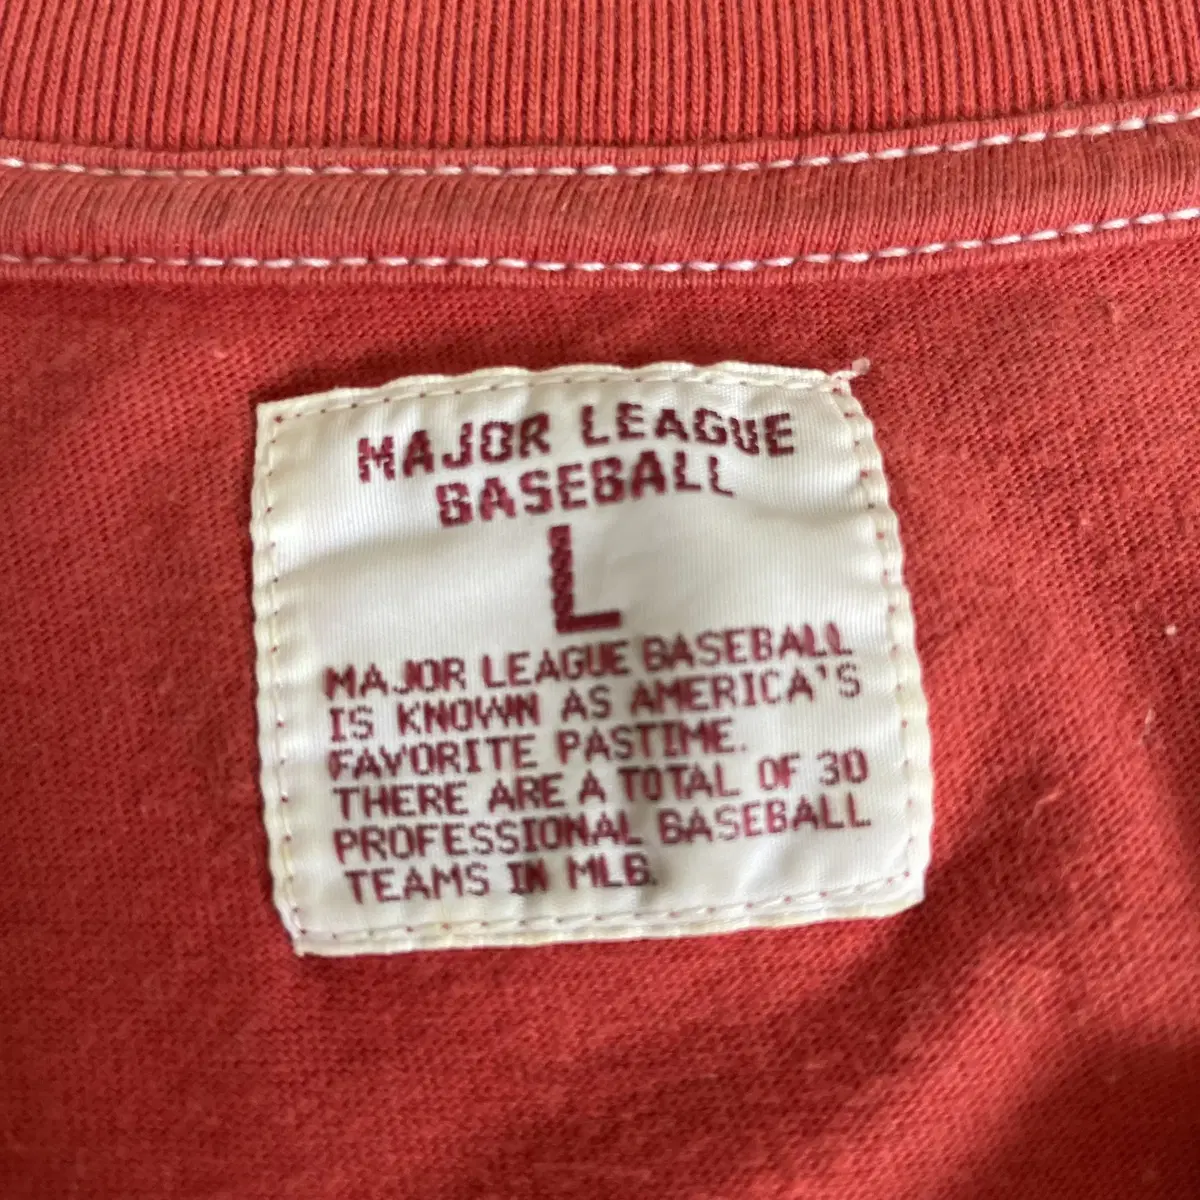 MAJOR LEAGUE
BASEBALL
L
MAJOR LEAGUE BASEBALL
IS KNOWN AS AMERICA'S
FAVORITE PASTIME.
THERE ARE A TOTAL OF 30
PROFESSIONAL BASEBALL
TEAMS IN MLB.